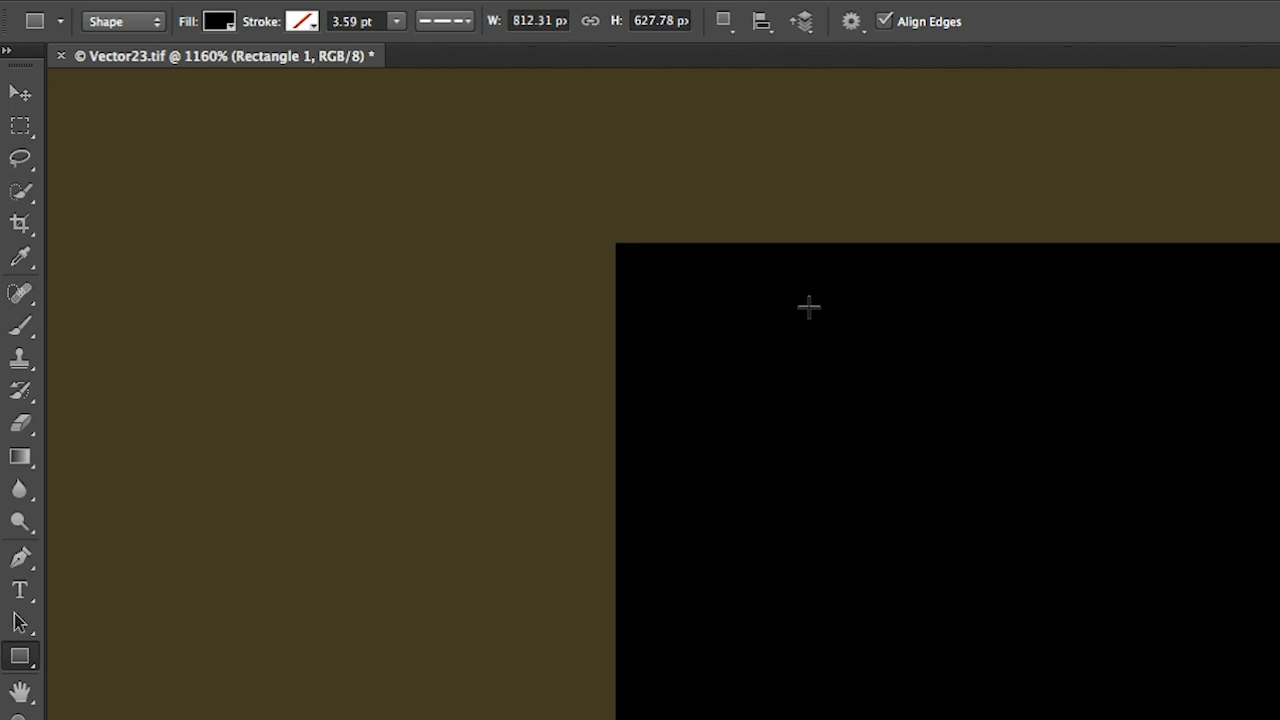 Shape Fill: Stroke: 3.59 pt W: 812.31 px H: 627.78 px Align Edges
× © Vector23.tif @ 1160% (Rectangle 1, RGB/8) *
T